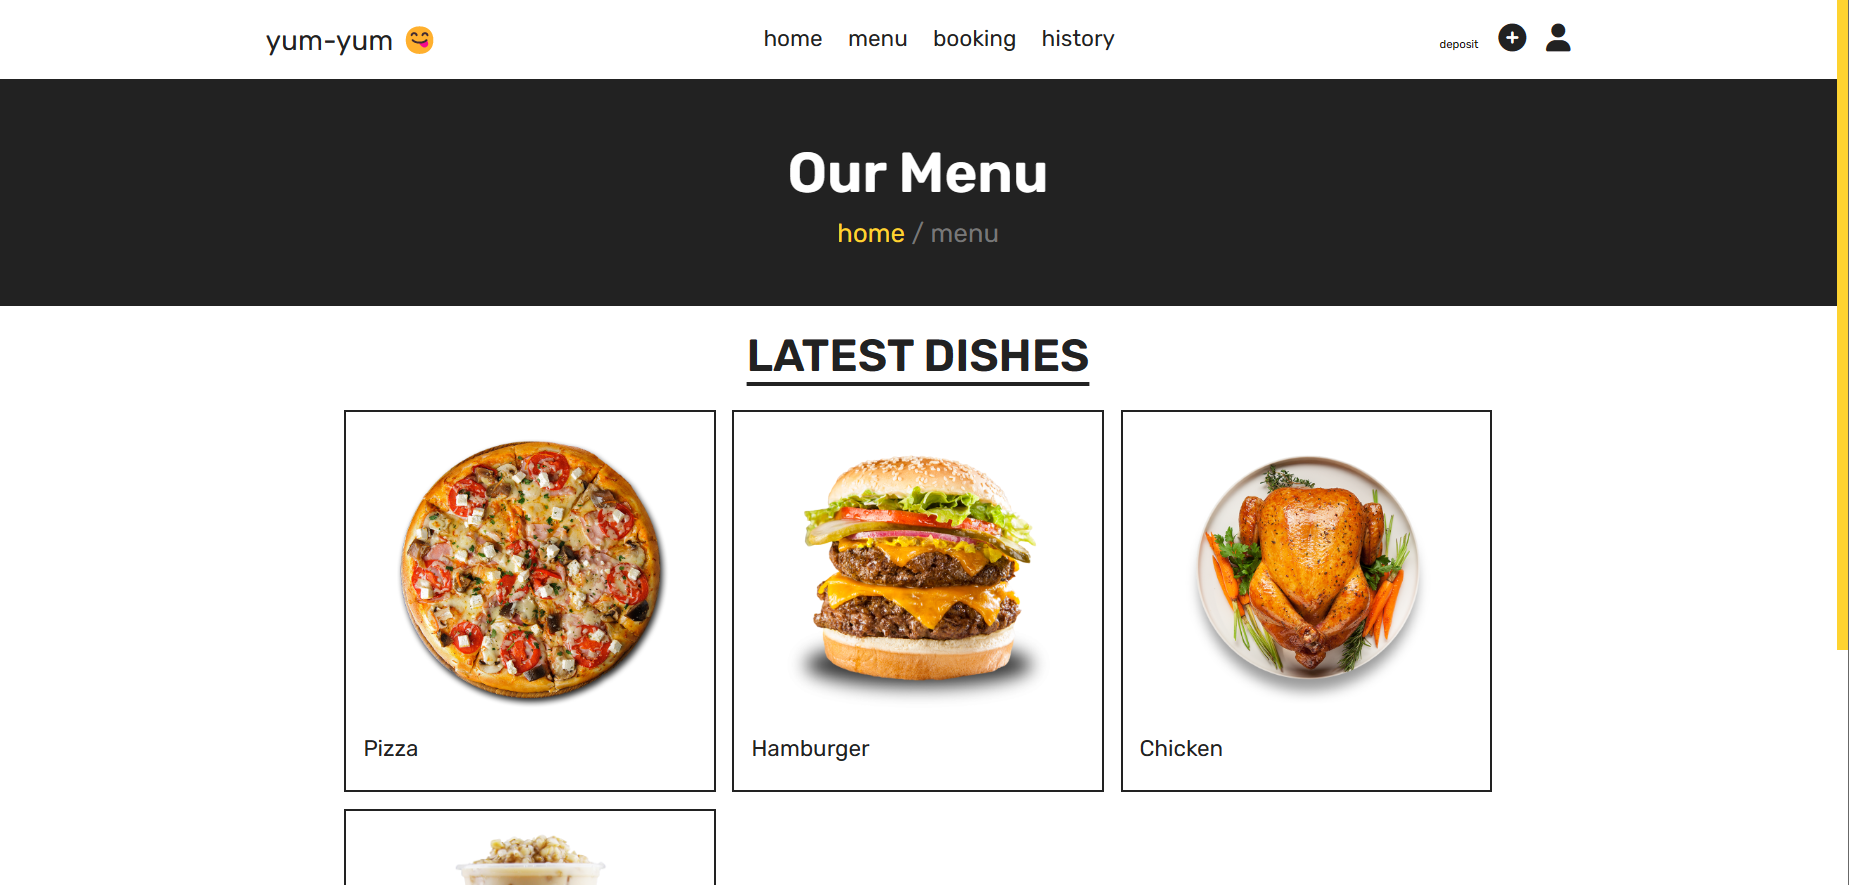 yum-yum 😋
home menu booking history
deposit
Our Menu
home / menu
LATEST DISHES
Pizza
Hamburger
Chicken